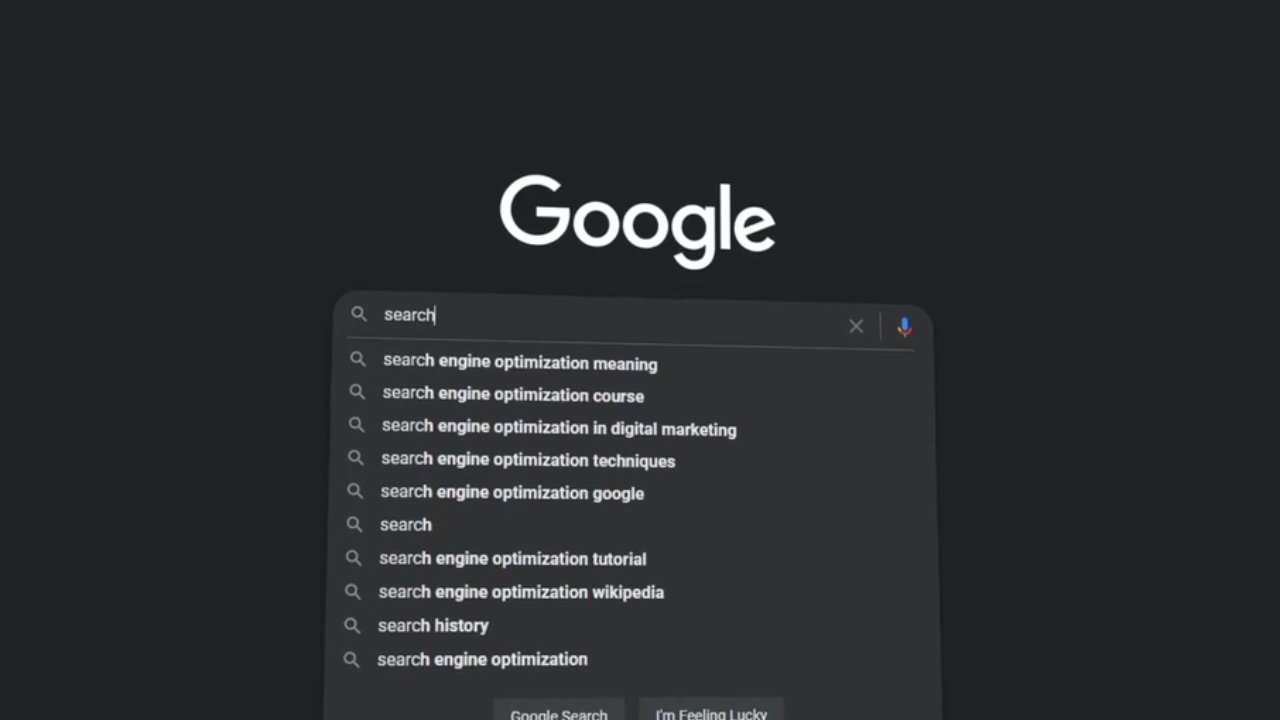 Google
search
search engine optimization meaning
search engine optimization course
search engine optimization in digital marketing
search engine optimization techniques
search engine optimization google
search
search engine optimization tutorial
search engine optimization wikipedia
search history
search engine optimization
Google Search I'm Feeling Lucky